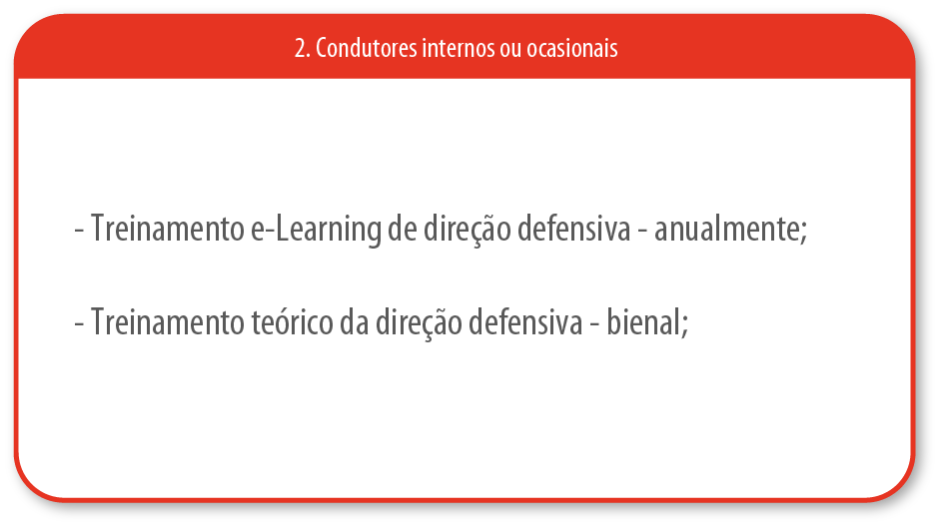 2. Condutores internos ou ocasionais
- Treinamento e-Learning de direção defensiva - anualmente;
- Treinamento teórico da direção defensiva - bienal;